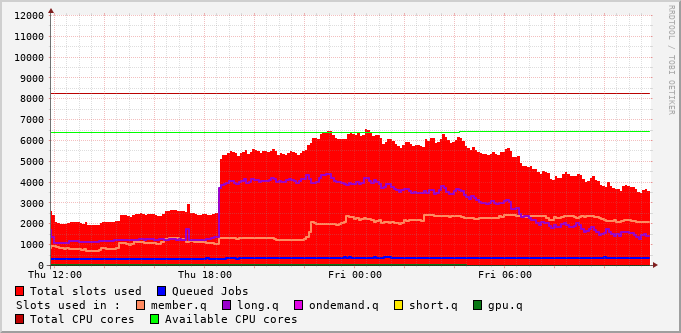 12000
11000
10000
9000
8000
7000
6000
5000
4000
3000
2000
1000
0
Thu 12:00 Thu 18:00 Fri 00:00 Fri 06:00
RRDTOOL / TOBI OETIKER
Total slots used Queued Jobs
Slots used in : member.q long.q ondemand.q short.q gpu.q
Total CPU cores Available CPU cores